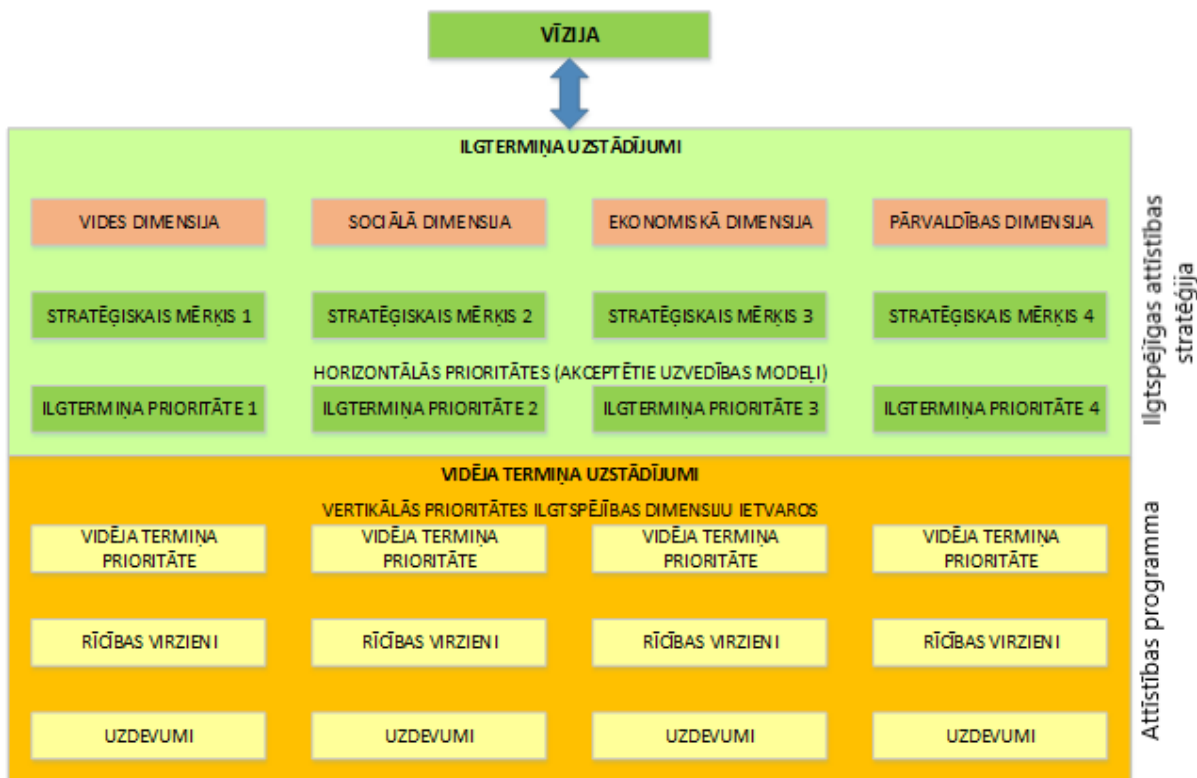 VĪZIJA
ILGTERMIŅA UZSTĀDĪJUMI
VIDES DIMENSIJA
SOCIĀLĀ DIMENSIJA
EKONOMISKĀ DIMENSIJA
PĀRVALDĪBAS DIMENSIJA
STRATĒĢISKAIS MĒRĶIS 1
STRATĒĢISKAIS MĒRĶIS 2
STRATĒĢISKAIS MĒRĶIS 3
STRATĒĢISKAIS MĒRĶIS 4
HORIZONTĀLĀS PRIORITĀTES (AKCEPTĒTIE UZVEDĪBAS MODEĻI)
ILGTERMIŅA PRIORITĀTE 1
ILGTERMIŅA PRIORITĀTE 2
ILGTERMIŅA PRIORITĀTE 3
ILGTERMIŅA PRIORITĀTE 4
Ilgtspējīgas attīstības
stratēģija
VIDĒJA TERMIŅA UZSTĀDĪJUMI
VERTIKĀLĀS PRIORITĀTES ILGTSPĒJĪBAS DIMENSIJU IETVAROS
VIDĒJA TERMIŅA
PRIORITĀTE
VIDĒJA TERMIŅA
PRIORITĀTE
VIDĒJA TERMIŅA
PRIORITĀTE
VIDĒJA TERMIŅA
PRIORITĀTE
RĪCĪBAS VIRZIENI
RĪCĪBAS VIRZIENI
RĪCĪBAS VIRZIENI
RĪCĪBAS VIRZIENI
UZDEVUMI
UZDEVUMI
UZDEVUMI
UZDEVUMI
Attīstības programma